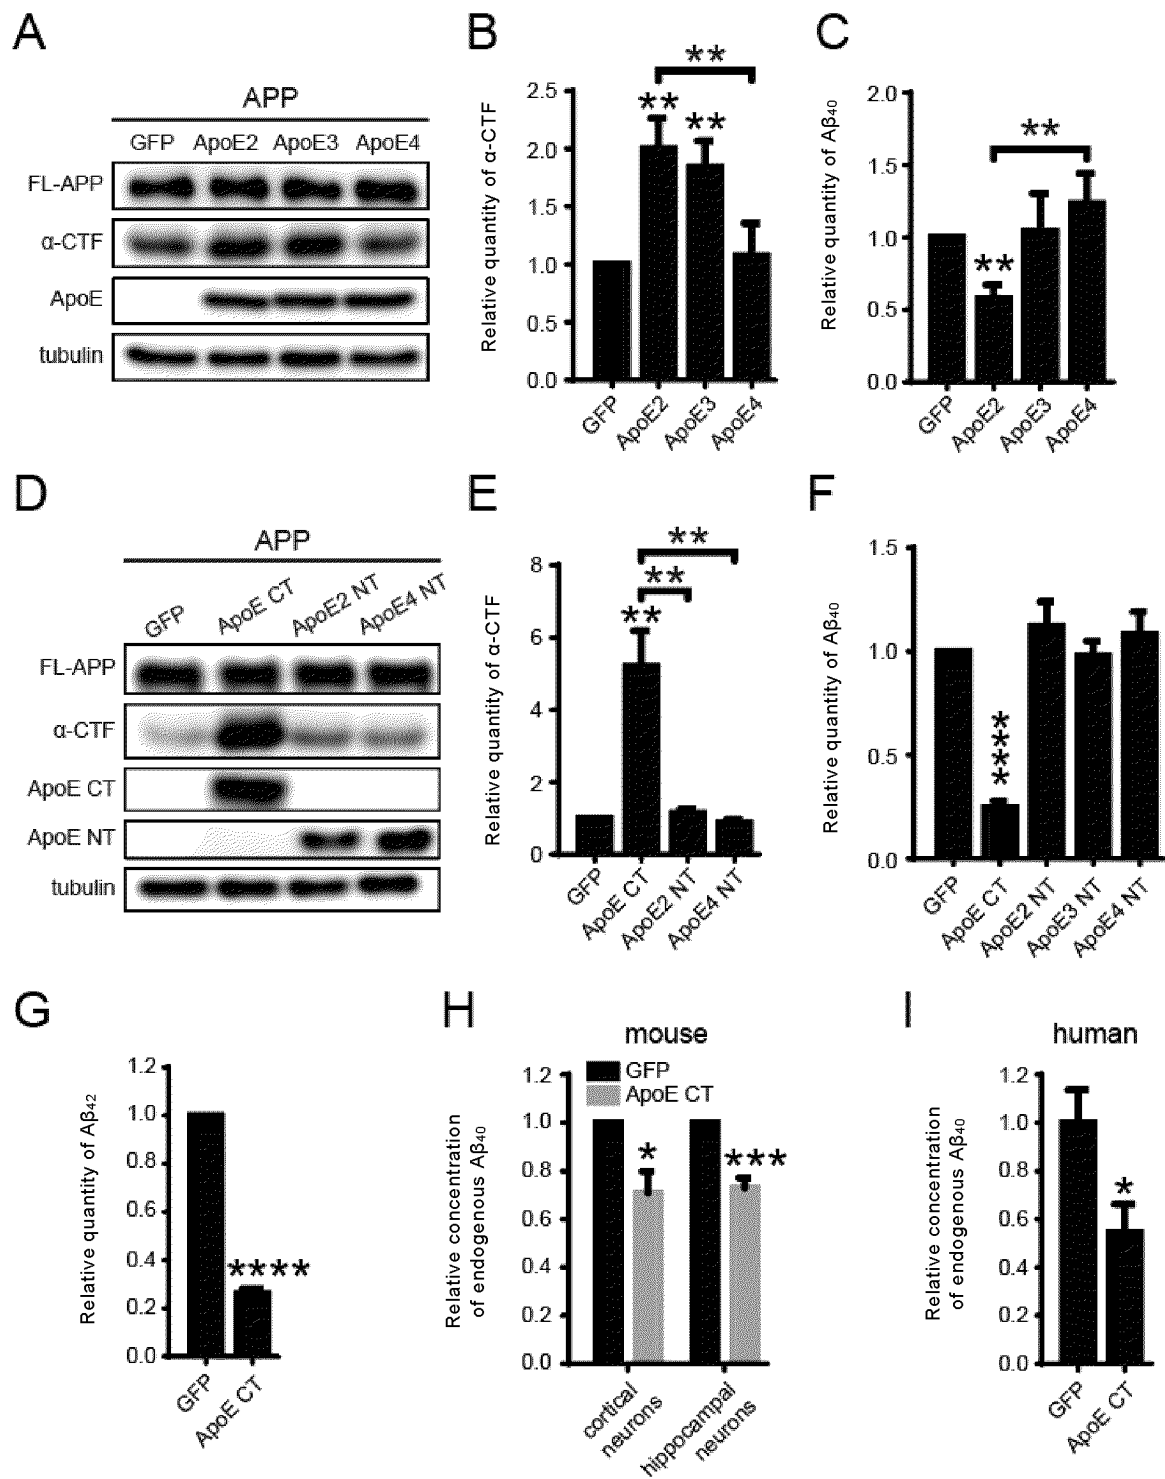 A
APP
GFP ApoE2 ApoE3 ApoE4
FL-APP
α-CTF
ApoE
tubulin
B
**
** **
Relative quantity of α-CTF
2.5
2.0
1.5
1.0
0.5
0.0
GFP
ApoE2
ApoE3
ApoE4
C
**
**
Relative quantity of Aβ40
2.0
1.5
1.0
0.5
0.0
GFP
ApoE2
ApoE3
ApoE4
D
APP
GFP ApoE CT ApoE2 NT ApoE4 NT
FL-APP
α-CTF
ApoE CT
ApoE NT
tubulin
E
**
**
**
Relative quantity of α-CTF
8
6
4
2
1
0
GFP
ApoE CT
ApoE2 NT
ApoE4 NT
F
****
Relative quantity of Aβ40
1.5
1.0
0.5
0.0
GFP
ApoE CT
ApoE2 NT
ApoE3 NT
ApoE4 NT
G
****
Relative quantity of Aβ42
1.2
1.0
0.8
0.6
0.4
0.2
0.0
GFP
ApoE CT
H
mouse
GFP
ApoE CT
* ***
Relative concentration
of endogenous Aβ40
1.2
1.0
0.8
0.6
0.4
0.2
0.0
cortical
neurons
hippocampal
neurons
I
human
*
Relative concentration
of endogenous Aβ40
1.2
1.0
0.8
0.6
0.4
0.2
0.0
GFP
ApoE CT